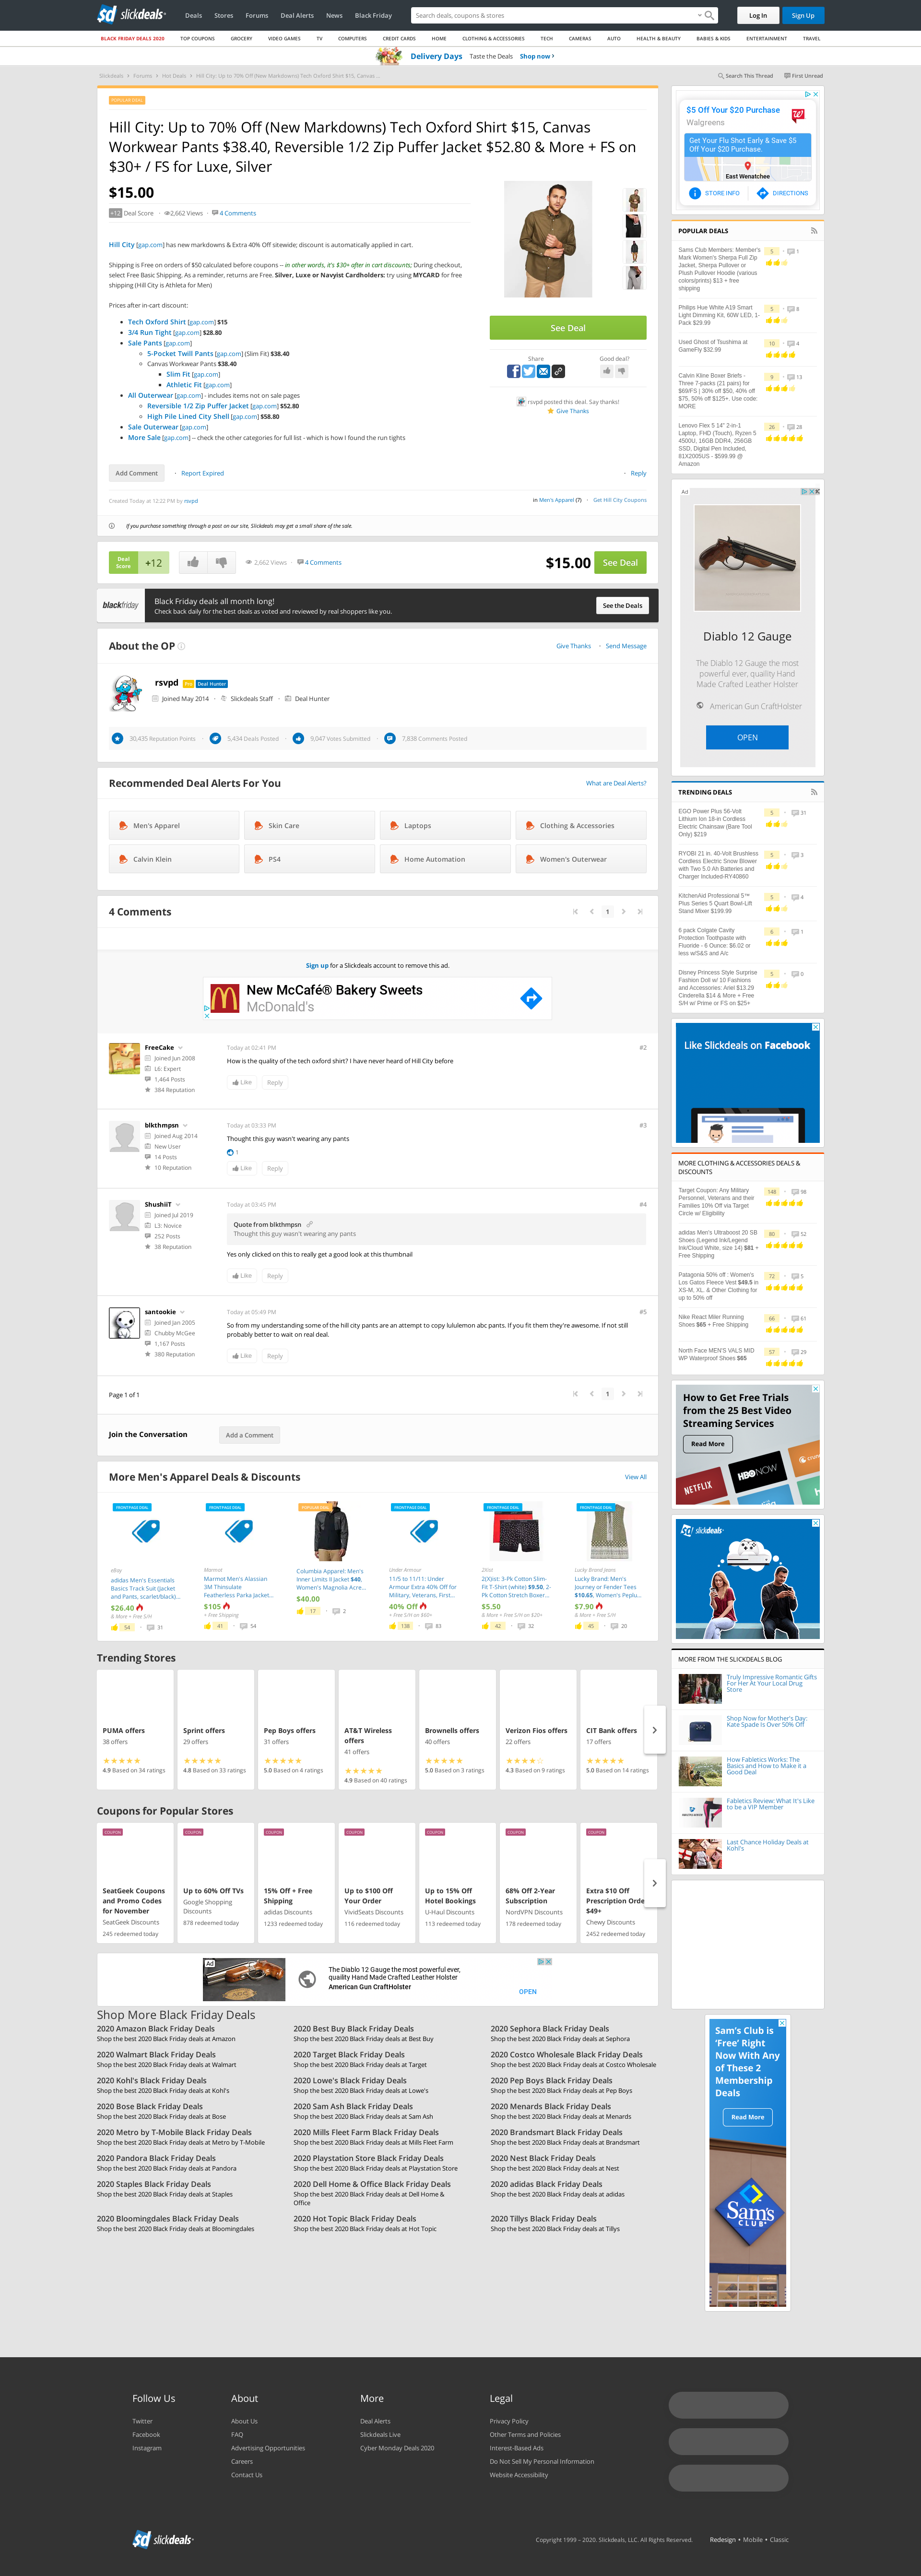 slickdeals
Deals
Stores
Forums
Deal Alerts
News
Black Friday
Search deals, coupons & stores
Log In
Sign Up
BLACK FRIDAY DEALS 2020
TOP COUPONS
GROCERY
VIDEO GAMES
TV
COMPUTERS
CREDIT CARDS
HOME
CLOTHING & ACCESSORIES
TECH
CAMERAS
AUTO
HEALTH & BEAUTY
BABIES & KIDS
ENTERTAINMENT
TRAVEL
Delivery Days Taste the Deals Shop now ›
Slickdeals › Forums › Hot Deals › Hill City: Up to 70% Off (New Markdowns) Tech Oxford Shirt $15, Canvas ...
Search This Thread
First Unread
POPULAR DEAL
Hill City: Up to 70% Off (New Markdowns) Tech Oxford Shirt $15, Canvas
Workwear Pants $38.40, Reversible 1/2 Zip Puffer Jacket $52.80 & More + FS on
$30+ / FS for Luxe, Silver
$15.00
+12 Deal Score · 2,662 Views · 4 Comments
Hill City [gap.com] has new markdowns & Extra 40% Off sitewide; discount is automatically applied in cart.
Shipping is Free on orders of $50 calculated before coupons -- in other words, it's $30+ after in cart discounts; During checkout,
select Free Basic Shipping. As a reminder, returns are Free. Silver, Luxe or Navyist Cardholders: try using MYCARD for free
shipping (Hill City is Athleta for Men)
Prices after in-cart discount:
Tech Oxford Shirt [gap.com] $15
3/4 Run Tight [gap.com] $28.80
Sale Pants [gap.com]
5-Pocket Twill Pants [gap.com] (Slim Fit) $38.40
Canvas Workwear Pants $38.40
Slim Fit [gap.com]
Athletic Fit [gap.com]
All Outerwear [gap.com] - includes items not on sale pages
Reversible 1/2 Zip Puffer Jacket [gap.com] $52.80
High Pile Lined City Shell [gap.com] $58.80
Sale Outerwear [gap.com]
More Sale [gap.com] -- check the other categories for full list - which is how I found the run tights
See Deal
Share
Good deal?
rsvpd posted this deal. Say thanks!
Give Thanks
Add Comment · Report Expired
· Reply
Created Today at 12:22 PM by rsvpd
in Men's Apparel (7) · Get Hill City Coupons
If you purchase something through a post on our site, Slickdeals may get a small share of the sale.
Deal
Score
+12
2,662 Views · 4 Comments
$15.00
See Deal
blackfriday
Black Friday deals all month long!
Check back daily for the best deals as voted and reviewed by real shoppers like you.
See the Deals
About the OP
Give Thanks · Send Message
rsvpd Pro Deal Hunter
Joined May 2014 · Slickdeals Staff · Deal Hunter
30,435 Reputation Points · 5,434 Deals Posted · 9,047 Votes Submitted · 7,838 Comments Posted
Recommended Deal Alerts For You
What are Deal Alerts?
Men's Apparel
Skin Care
Laptops
Clothing & Accessories
Calvin Klein
PS4
Home Automation
Women's Outerwear
4 Comments
1
Sign up for a Slickdeals account to remove this ad.
New McCafé® Bakery Sweets
McDonald's
FreeCake
Joined Jun 2008
L6: Expert
1,464 Posts
384 Reputation
Today at 02:41 PM
#2
How is the quality of the tech oxford shirt? I have never heard of Hill City before
Like
Reply
blkthmpsn
Joined Aug 2014
New User
14 Posts
10 Reputation
Today at 03:33 PM
#3
Thought this guy wasn't wearing any pants
1
Like
Reply
ShushiiT
Joined Jul 2019
L3: Novice
252 Posts
38 Reputation
Today at 03:45 PM
#4
Quote from blkthmpsn
Thought this guy wasn't wearing any pants
Yes only clicked on this to really get a good look at this thumbnail
Like
Reply
santookie
Joined Jan 2005
Chubby McGee
1,167 Posts
380 Reputation
Today at 05:49 PM
#5
So from my understanding some of the hill city pants are an attempt to copy lululemon abc pants. If you fit them they're awesome. If not still
probably better to wait on real deal.
Like
Reply
Page 1 of 1
1
Join the Conversation
Add a Comment
More Men's Apparel Deals & Discounts
View All
FRONTPAGE DEAL
eBay
adidas Men's Essentials
Basics Track Suit (Jacket
and Pants, scarlet/black)...
$26.40
& More + Free S/H
54 · 31
FRONTPAGE DEAL
Marmot
Marmot Men's Alassian
3M Thinsulate
Featherless Parka Jacket...
$105
+ Free Shipping
41 · 54
POPULAR DEAL
Columbia Apparel: Men's
Inner Limits II Jacket $40,
Women's Magnolia Acre...
$40.00
17 · 2
FRONTPAGE DEAL
Under Armour
11/5 to 11/11: Under
Armour Extra 40% Off for
Military, Veterans, First...
40% Off
+ Free S/H on $60+
138 · 83
FRONTPAGE DEAL
2Xist
2(X)ist: 3-Pk Cotton Slim-
Fit T-Shirt (white) $9.50, 2-
Pk Cotton Stretch Boxer...
$5.50
& More + Free S/H on $20+
42 · 32
FRONTPAGE DEAL
Lucky Brand Jeans
Lucky Brand: Men's
Journey or Fender Tees
$10.65, Women's Peplu...
$7.90
& More + Free S/H
45 · 20
Trending Stores
PUMA offers
38 offers
4.9 Based on 34 ratings
Sprint offers
29 offers
4.8 Based on 33 ratings
Pep Boys offers
31 offers
5.0 Based on 4 ratings
AT&T Wireless
offers
41 offers
4.9 Based on 40 ratings
Brownells offers
40 offers
5.0 Based on 3 ratings
Verizon Fios offers
22 offers
4.3 Based on 9 ratings
CIT Bank offers
17 offers
5.0 Based on 14 ratings
Coupons for Popular Stores
COUPON
SeatGeek Coupons
and Promo Codes
for November
SeatGeek Discounts
245 redeemed today
COUPON
Up to 60% Off TVs
Google Shopping
Discounts
878 redeemed today
COUPON
15% Off + Free
Shipping
adidas Discounts
1233 redeemed today
COUPON
Up to $100 Off
Your Order
VividSeats Discounts
116 redeemed today
COUPON
Up to 15% Off
Hotel Bookings
U-Haul Discounts
113 redeemed today
COUPON
68% Off 2-Year
Subscription
NordVPN Discounts
178 redeemed today
COUPON
Extra $10 Off
Prescription Orde
$49+
Chewy Discounts
2452 redeemed today
Ad
The Diablo 12 Gauge the most powerful ever,
quaility Hand Made Crafted Leather Holster
American Gun CraftHolster
OPEN
Shop More Black Friday Deals
2020 Amazon Black Friday Deals
Shop the best 2020 Black Friday deals at Amazon
2020 Best Buy Black Friday Deals
Shop the best 2020 Black Friday deals at Best Buy
2020 Sephora Black Friday Deals
Shop the best 2020 Black Friday deals at Sephora
2020 Walmart Black Friday Deals
Shop the best 2020 Black Friday deals at Walmart
2020 Target Black Friday Deals
Shop the best 2020 Black Friday deals at Target
2020 Costco Wholesale Black Friday Deals
Shop the best 2020 Black Friday deals at Costco Wholesale
2020 Kohl's Black Friday Deals
Shop the best 2020 Black Friday deals at Kohl's
2020 Lowe's Black Friday Deals
Shop the best 2020 Black Friday deals at Lowe's
2020 Pep Boys Black Friday Deals
Shop the best 2020 Black Friday deals at Pep Boys
2020 Bose Black Friday Deals
Shop the best 2020 Black Friday deals at Bose
2020 Sam Ash Black Friday Deals
Shop the best 2020 Black Friday deals at Sam Ash
2020 Menards Black Friday Deals
Shop the best 2020 Black Friday deals at Menards
2020 Metro by T-Mobile Black Friday Deals
Shop the best 2020 Black Friday deals at Metro by T-Mobile
2020 Mills Fleet Farm Black Friday Deals
Shop the best 2020 Black Friday deals at Mills Fleet Farm
2020 Brandsmart Black Friday Deals
Shop the best 2020 Black Friday deals at Brandsmart
2020 Pandora Black Friday Deals
Shop the best 2020 Black Friday deals at Pandora
2020 Playstation Store Black Friday Deals
Shop the best 2020 Black Friday deals at Playstation Store
2020 Nest Black Friday Deals
Shop the best 2020 Black Friday deals at Nest
2020 Staples Black Friday Deals
Shop the best 2020 Black Friday deals at Staples
2020 Dell Home & Office Black Friday Deals
Shop the best 2020 Black Friday deals at Dell Home &
Office
2020 adidas Black Friday Deals
Shop the best 2020 Black Friday deals at adidas
2020 Bloomingdales Black Friday Deals
Shop the best 2020 Black Friday deals at Bloomingdales
2020 Hot Topic Black Friday Deals
Shop the best 2020 Black Friday deals at Hot Topic
2020 Tillys Black Friday Deals
Shop the best 2020 Black Friday deals at Tillys
$5 Off Your $20 Purchase
Walgreens
Get Your Flu Shot Early & Save $5
Off Your $20 Purchase.
East Wenatchee
STORE INFO
DIRECTIONS
POPULAR DEALS
Sams Club Members: Member's
Mark Women's Sherpa Full Zip
Jacket, Sherpa Pullover or
Plush Pullover Hoodie (various
colors/prints) $13 + free
shipping
5 · 1
Philips Hue White A19 Smart
Light Dimming Kit, 60W LED, 1-
Pack $29.99
5 · 8
Used Ghost of Tsushima at
GameFly $32.99
10 · 4
Calvin Kline Boxer Briefs -
Three 7-packs (21 pairs) for
$69/FS | 30% off $50, 40% off
$75, 50% off $125+. Use code:
MORE
9 · 13
Lenovo Flex 5 14" 2-in-1
Laptop, FHD (Touch), Ryzen 5
4500U, 16GB DDR4, 256GB
SSD, Digital Pen Included,
81X2005US - $599.99 @
Amazon
26 · 28
Ad
Diablo 12 Gauge
The Diablo 12 Gauge the most
powerful ever, quaility Hand
Made Crafted Leather Holster
American Gun CraftHolster
OPEN
TRENDING DEALS
EGO Power Plus 56-Volt
Lithium Ion 18-in Cordless
Electric Chainsaw (Bare Tool
Only) $219
5 · 31
RYOBI 21 in. 40-Volt Brushless
Cordless Electric Snow Blower
with Two 5.0 Ah Batteries and
Charger Included-RY40860
5 · 3
KitchenAid Professional 5™
Plus Series 5 Quart Bowl-Lift
Stand Mixer $199.99
5 · 4
6 pack Colgate Cavity
Protection Toothpaste with
Fluoride - 6 Ounce: $6.02 or
less w/S&S and A/c
6 · 1
Disney Princess Style Surprise
Fashion Doll w/ 10 Fashions
and Accessories: Ariel $13.29
Cinderella $14 & More + Free
S/H w/ Prime or FS on $25+
5 · 0
Like Slickdeals on Facebook
MORE CLOTHING & ACCESSORIES DEALS &
DISCOUNTS
Target Coupon: Any Military
Personnel, Veterans and their
Families 10% Off via Target
Circle w/ Eligibility
148 · 98
adidas Men's Ultraboost 20 SB
Shoes (Legend Ink/Legend
Ink/Cloud White, size 14) $81 +
Free Shipping
80 · 52
Patagonia 50% off : Women's
Los Gatos Fleece Vest $49.5 in
XS-M, XL. & Other Clothing for
up to 50% off
72 · 5
Nike React Miler Running
Shoes $65 + Free Shipping
66 · 61
North Face MEN'S VALS MID
WP Waterproof Shoes $65
57 · 29
How to Get Free Trials
from the 25 Best Video
Streaming Services
Read More
NETFLIX
HBO NOW
slickdeals
MORE FROM THE SLICKDEALS BLOG
Truly Impressive Romantic Gifts
For Her At Your Local Drug
Store
Shop Now for Mother's Day:
Kate Spade Is Over 50% Off
How Fabletics Works: The
Basics and How to Make it a
Good Deal
Fabletics Review: What It's Like
to be a VIP Member
Last Chance Holiday Deals at
Kohl's
Sam's Club is
'Free' Right
Now With Any
of These 2
Membership
Deals
Read More
Sam's
CLUB
Follow Us
Twitter
Facebook
Instagram
About
About Us
FAQ
Advertising Opportunities
Careers
Contact Us
More
Deal Alerts
Slickdeals Live
Cyber Monday Deals 2020
Legal
Privacy Policy
Other Terms and Policies
Interest-Based Ads
Do Not Sell My Personal Information
Website Accessibility
slickdeals
Copyright 1999 – 2020. Slickdeals, LLC. All Rights Reserved.
Redesign • Mobile • Classic